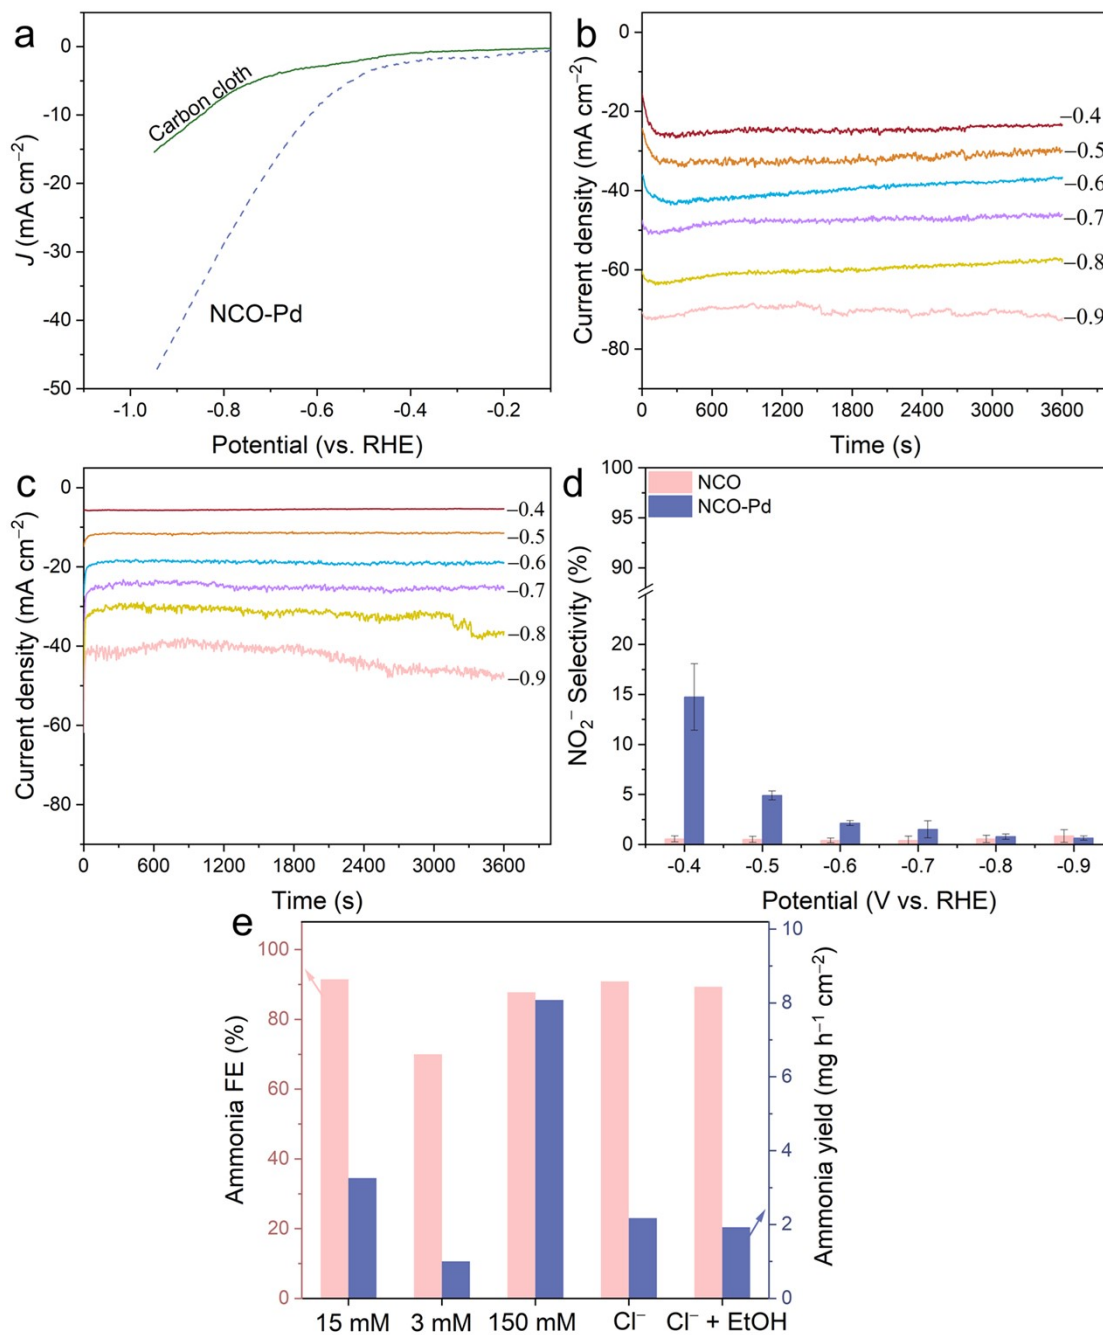 a
0
-10
-20
-30
-40
-50
J (mA cm⁻²)
Carbon cloth
NCO-Pd
-1.0 -0.8 -0.6 -0.4 -0.2
Potential (vs. RHE)
b
0
-20
-40
-60
-80
Current density (mA cm⁻²)
−0.4
−0.5
−0.6
−0.7
−0.8
−0.9
0 600 1200 1800 2400 3000 3600
Time (s)
c
0
-20
-40
-60
-80
Current density (mA cm⁻²)
−0.4
−0.5
−0.6
−0.7
−0.8
−0.9
0 600 1200 1800 2400 3000 3600
Time (s)
d
100
95
90
20
15
10
5
0
NO₂⁻ Selectivity (%)
NCO
NCO-Pd
-0.4 -0.5 -0.6 -0.7 -0.8 -0.9
Potential (V vs. RHE)
e
100
80
60
40
20
0
Ammonia FE (%)
10
8
6
4
2
0
Ammonia yield (mg h⁻¹ cm⁻²)
15 mM 3 mM 150 mM Cl⁻ Cl⁻ + EtOH